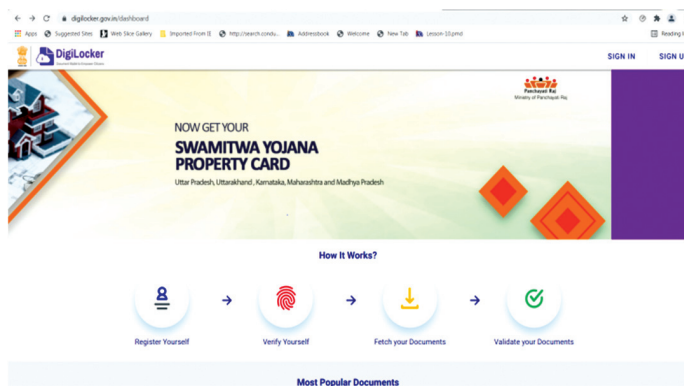 digilocker.gov.in/dashboard
Apps Suggested Sites Web Slice Gallery Imported From IE http://search.condu... Addressbook Welcome New Tab Lesson-10.pmd Reading l
DigiLocker
SIGN IN SIGN U
Panchayati Raj
Ministry of Panchayati Raj
NOW GET YOUR
SWAMITWA YOJANA
PROPERTY CARD
Uttar Pradesh, Uttarakhand, Karnataka, Maharashtra and Madhya Pradesh
How It Works?
Register Yourself Verify Yourself Fetch your Documents Validate your Documents
Most Popular Documents